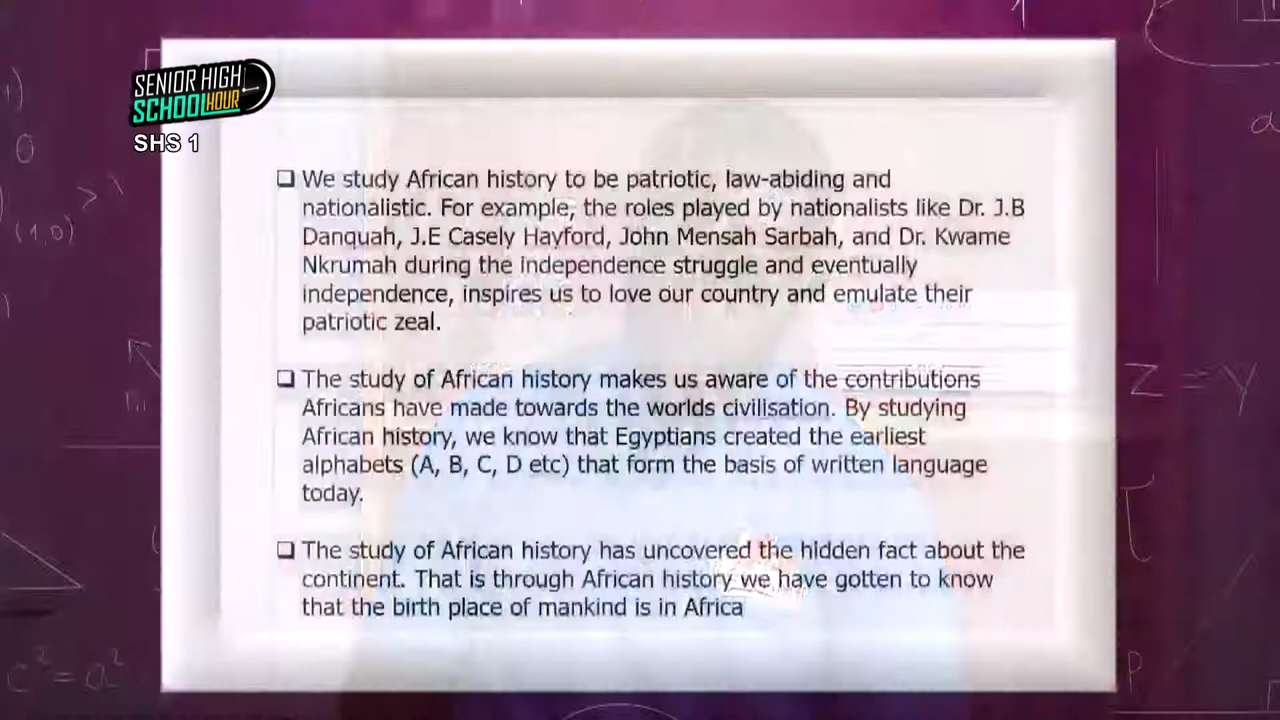 SENIOR HIGH
SCHOOL HOUR
SHS 1
❑ We study African history to be patriotic, law-abiding and
nationalistic. For example, the roles played by nationalists like Dr. J.B
Danquah, J.E Casely Hayford, John Mensah Sarbah, and Dr. Kwame
Nkrumah during the independence struggle and eventually
independence, inspires us to love our country and emulate their
patriotic zeal.
❑ The study of African history makes us aware of the contributions
Africans have made towards the worlds civilisation. By studying
African history, we know that Egyptians created the earliest
alphabets (A, B, C, D etc) that form the basis of written language
today.
❑ The study of African history has uncovered the hidden fact about the
continent. That is through African history we have gotten to know
that the birth place of mankind is in Africa
(1,0)
0
Z = y
P
c² = a²